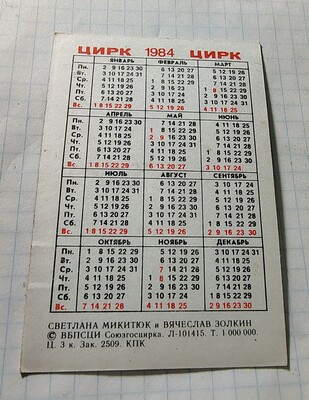 ЦИРК 1984 ЦИРК
ЯНВАРЬ ФЕВРАЛЬ МАРТ
Пн. 2 9 16 23 30 6 13 20 27 5 12 19 26
Вт. 3 10 17 24 31 7 14 21 28 6 13 20 27
Ср. 4 11 18 25 1 8 15 22 29 7 14 21 28
Чт. 5 12 19 26 2 9 16 23 1 8 15 22 29
Пт. 6 13 20 27 3 10 17 24 2 9 16 23 30
Сб. 7 14 21 28 4 11 18 25 3 10 17 24 31
Вс. 1 8 15 22 29 5 12 19 26 4 11 18 25
АПРЕЛЬ МАЙ ИЮНЬ
Пн. 2 9 16 23 30 7 14 21 28 4 11 18 25
Вт. 3 10 17 24 1 8 15 22 29 5 12 19 26
Ср. 4 11 18 25 2 9 16 23 30 6 13 20 27
Чт. 5 12 19 26 3 10 17 24 31 7 14 21 28
Пт. 6 13 20 27 4 11 18 25 1 8 15 22 29
Сб. 7 14 21 28 5 12 19 26 2 9 16 23 30
Вс. 1 8 15 22 29 6 13 20 27 3 10 17 24
ИЮЛЬ АВГУСТ СЕНТЯБРЬ
Пн. 2 9 16 23 30 6 13 20 27 3 10 17 24
Вт. 3 10 17 24 31 7 14 21 28 4 11 18 25
Ср. 4 11 18 25 1 8 15 22 29 5 12 19 26
Чт. 5 12 19 26 2 9 16 23 30 6 13 20 27
Пт. 6 13 20 27 3 10 17 24 31 7 14 21 28
Сб. 7 14 21 28 4 11 18 25 1 8 15 22 29
Вс. 1 8 15 22 29 5 12 19 26 2 9 16 23 30
ОКТЯБРЬ НОЯБРЬ ДЕКАБРЬ
Пн. 1 8 15 22 29 5 12 19 26 3 10 17 24 31
Вт. 2 9 16 23 30 6 13 20 27 4 11 18 25
Ср. 3 10 17 24 31 7 14 21 28 5 12 19 26
Чт. 4 11 18 25 1 8 15 22 29 6 13 20 27
Пт. 5 12 19 26 2 9 16 23 30 7 14 21 28
Сб. 6 13 20 27 3 10 17 24 1 8 15 22 29
Вс. 7 14 21 28 4 11 18 25 2 9 16 23 30
СВЕТЛАНА МИКИТЮК и ВЯЧЕСЛАВ ЗОЛКИН
© ВБПСЦИ Союзгосцирка. Л-101415. Т. 1 000 000.
Ц. 3 к. Зак. 2509. КПК